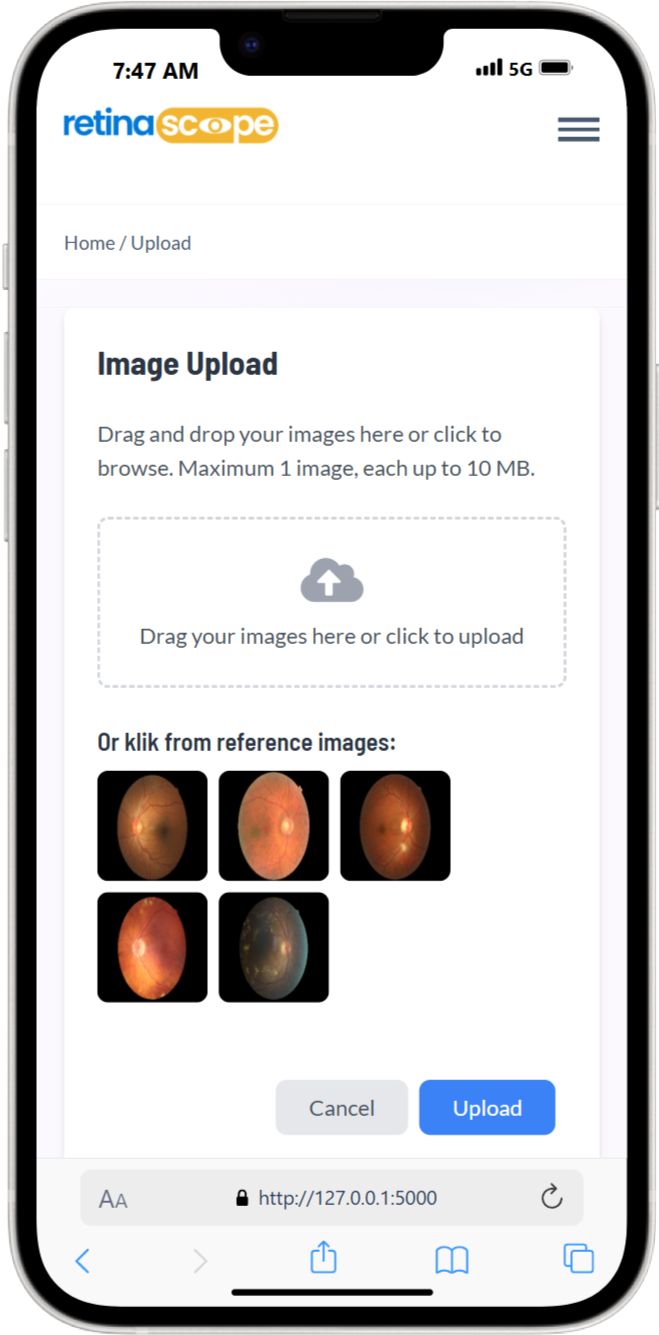 7:47 AM 5G
retinascope
Home / Upload
Image Upload
Drag and drop your images here or click to
browse. Maximum 1 image, each up to 10 MB.
Drag your images here or click to upload
Or klik from reference images:
Cancel Upload
AA http://127.0.0.1:5000